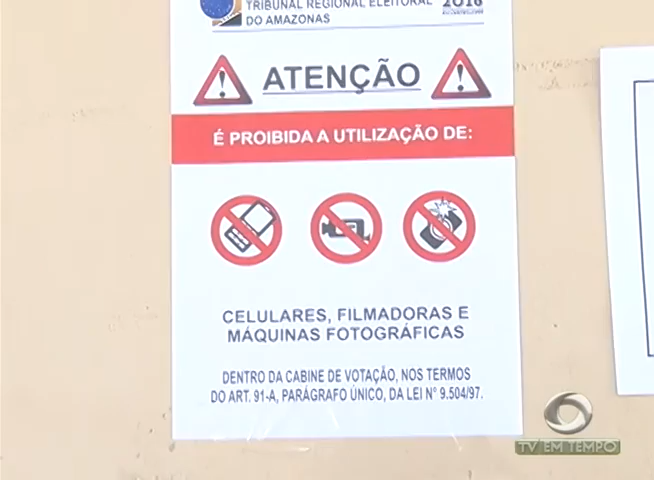 TRIBUNAL REGIONAL ELEITORAL
DO AMAZONAS
2016
ATENÇÃO
É PROIBIDA A UTILIZAÇÃO DE:
CELULARES, FILMADORAS E
MÁQUINAS FOTOGRÁFICAS
DENTRO DA CABINE DE VOTAÇÃO, NOS TERMOS
DO ART. 91-A, PARÁGRAFO ÚNICO, DA LEI Nº 9.504/97.
TV EM TEMPO